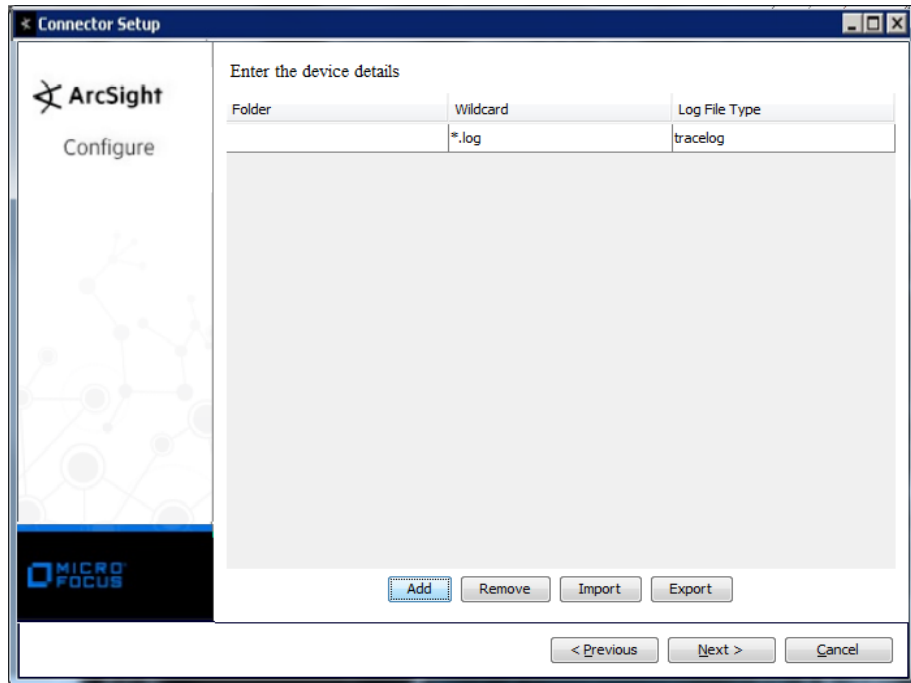 Connector Setup
ArcSight
Configure
Enter the device details
Folder Wildcard Log File Type
*.log tracelog
MICRO
FOCUS
Add Remove Import Export
< Previous Next > Cancel